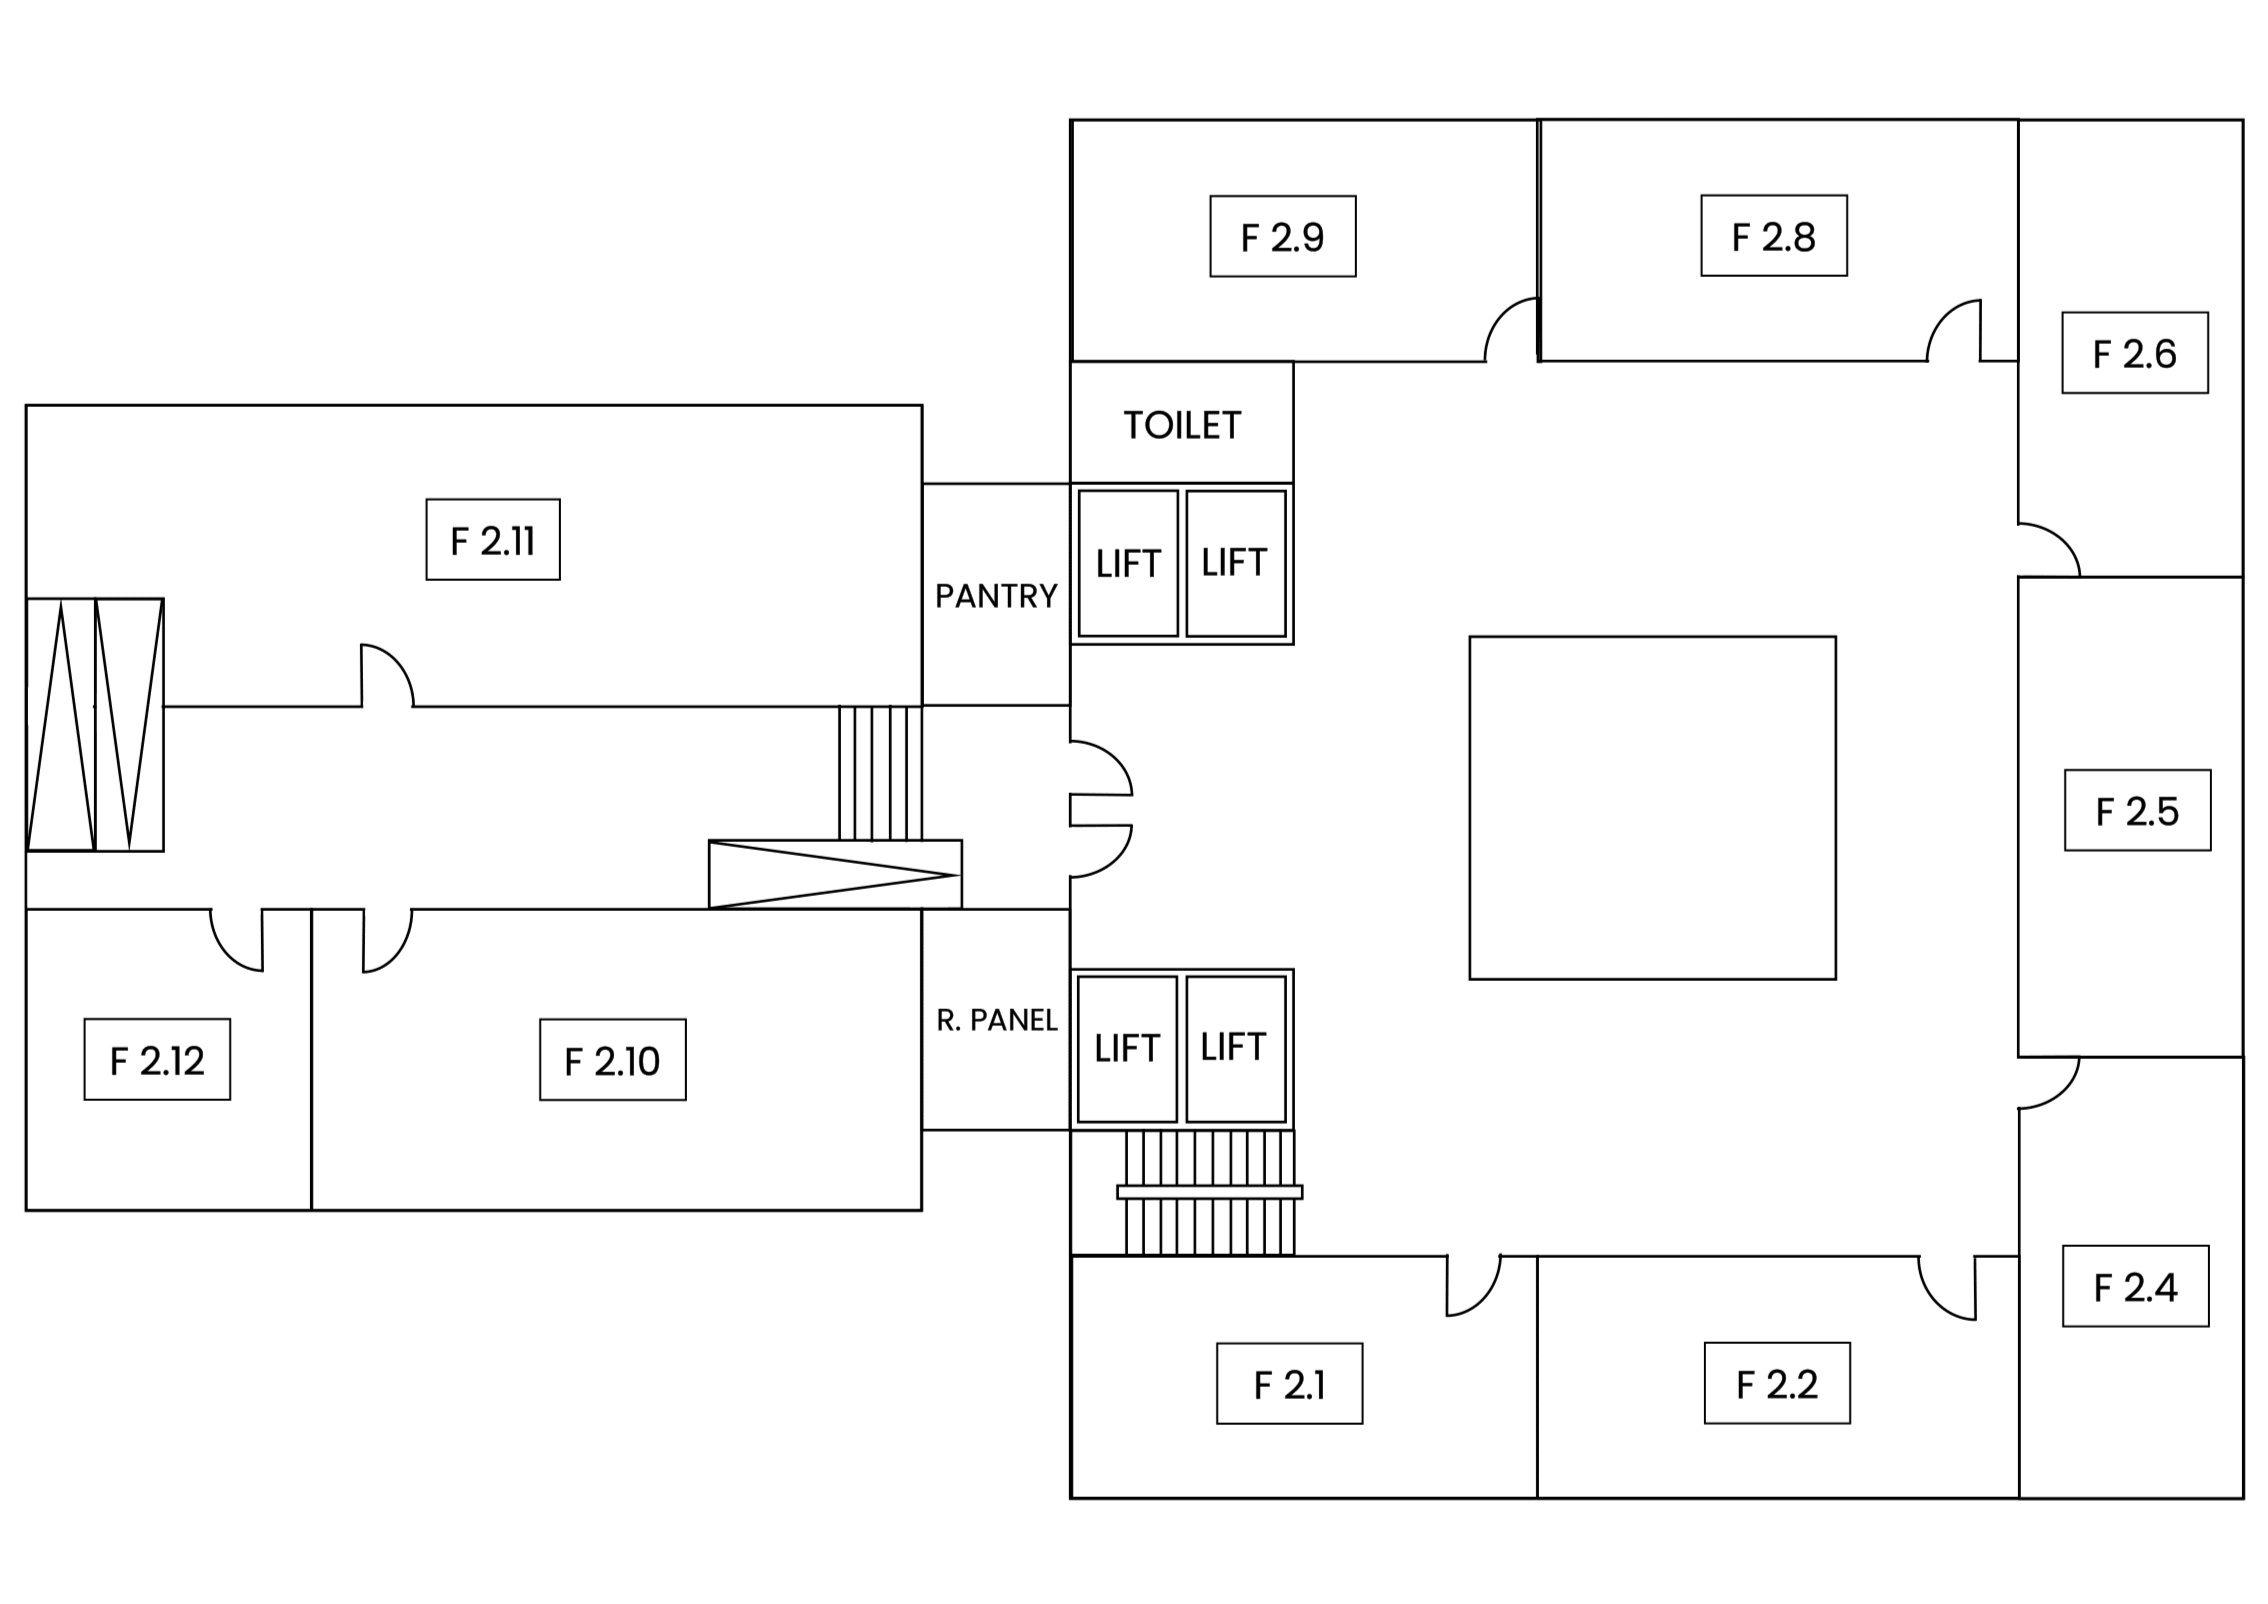 F 2.9
F 2.8
F 2.6
TOILET
F 2.11
LIFT
LIFT
PANTRY
F 2.5
R. PANEL
LIFT
LIFT
F 2.12
F 2.10
F 2.4
F 2.1
F 2.2